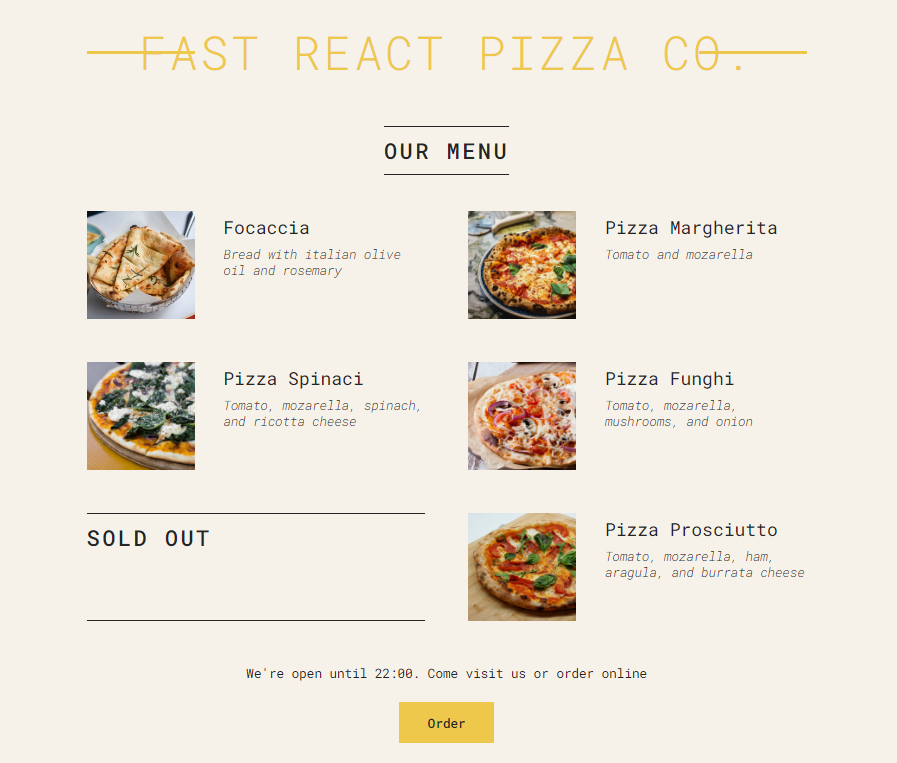 FAST REACT PIZZA CO.
OUR MENU
Focaccia
Bread with italian olive
oil and rosemary
Pizza Margherita
Tomato and mozarella
Pizza Spinaci
Tomato, mozarella, spinach,
and ricotta cheese
Pizza Funghi
Tomato, mozarella,
mushrooms, and onion
SOLD OUT
Pizza Prosciutto
Tomato, mozarella, ham,
aragula, and burrata cheese
We're open until 22:00. Come visit us or order online
Order